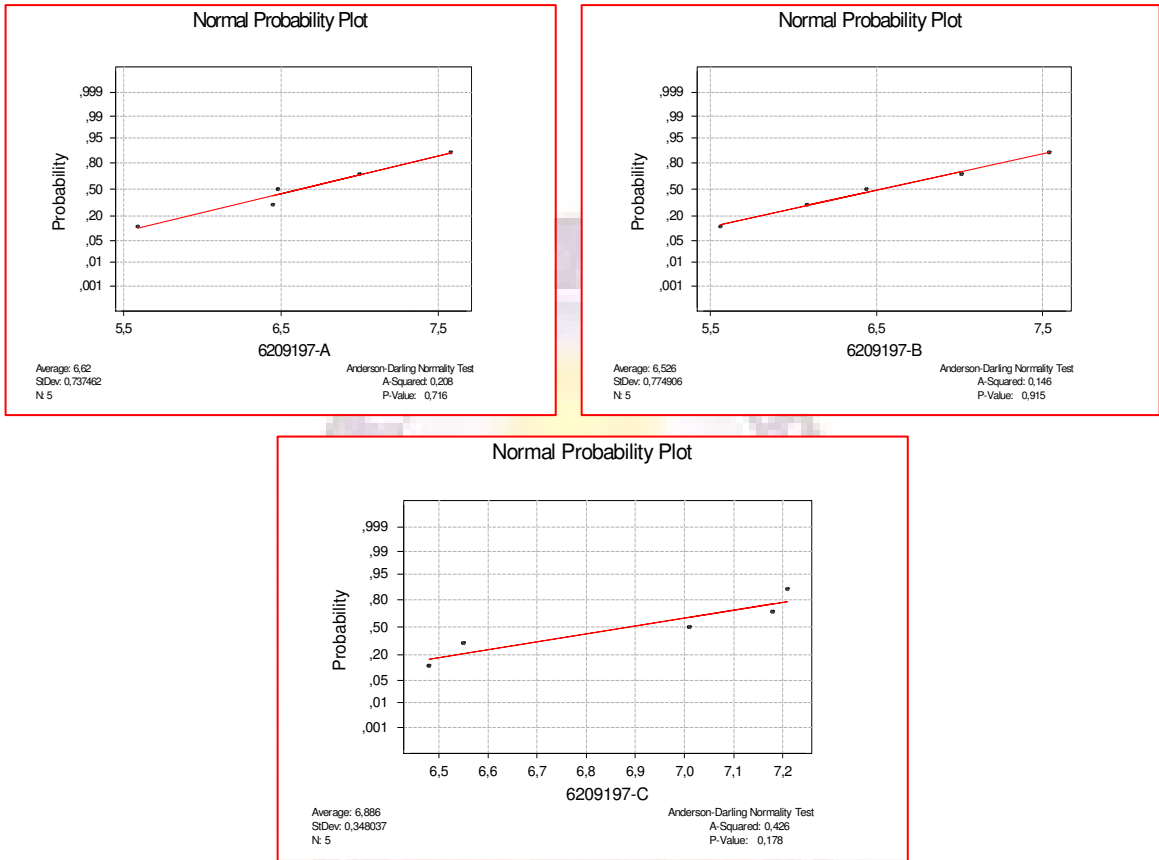 Normal Probability Plot
,999
,99
,95
,80
,50
,20
,05
,01
,001
Probability
5,5 6,5 7,5
6209197-A
Average: 6,62 Anderson-Darling Normality Test
StDev: 0,737462 A-Squared: 0,208
N: 5 P-Value: 0,716
Normal Probability Plot
,999
,99
,95
,80
,50
,20
,05
,01
,001
Probability
5,5 6,5 7,5
6209197-B
Average: 6,526 Anderson-Darling Normality Test
StDev: 0,774906 A-Squared: 0,146
N: 5 P-Value: 0,915
Normal Probability Plot
,999
,99
,95
,80
,50
,20
,05
,01
,001
Probability
6,5 6,6 6,7 6,8 6,9 7,0 7,1 7,2
6209197-C
Average: 6,886 Anderson-Darling Normality Test
StDev: 0,348037 A-Squared: 0,426
N: 5 P-Value: 0,178